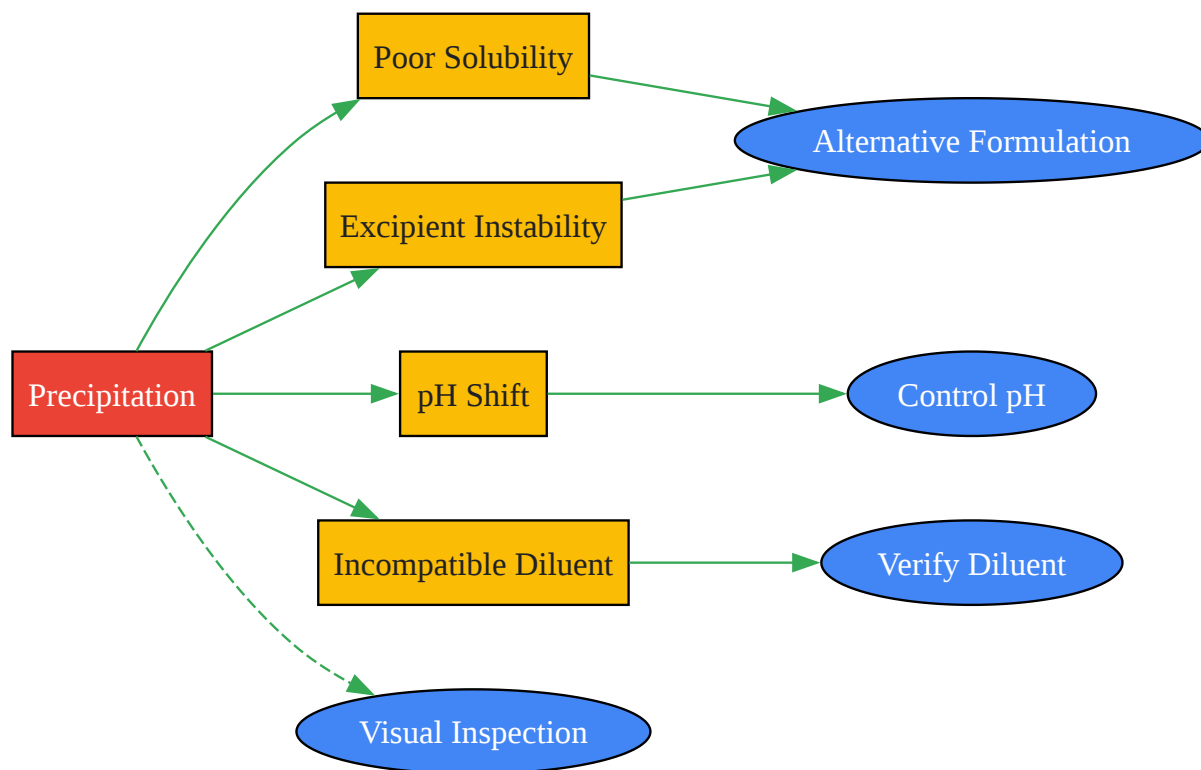 Poor Solubility
Alternative Formulation
Excipient Instability
Precipitation
pH Shift
Control pH
Incompatible Diluent
Verify Diluent
Visual Inspection